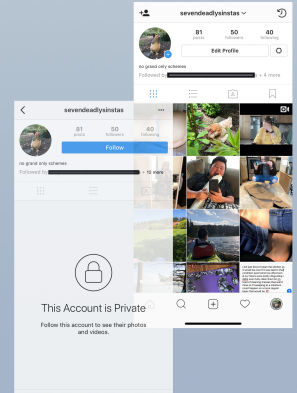 sevendeadlysinstas
81 50 40
posts followers following
Edit Profile
no grand only schemes
Followed by + 4 more
sevendeadlysinstas
81 50 40
posts followers following
Follow
no grand only schemes
Followed by + 12 more
This Account is Private
Follow this account to see their photos
and videos.